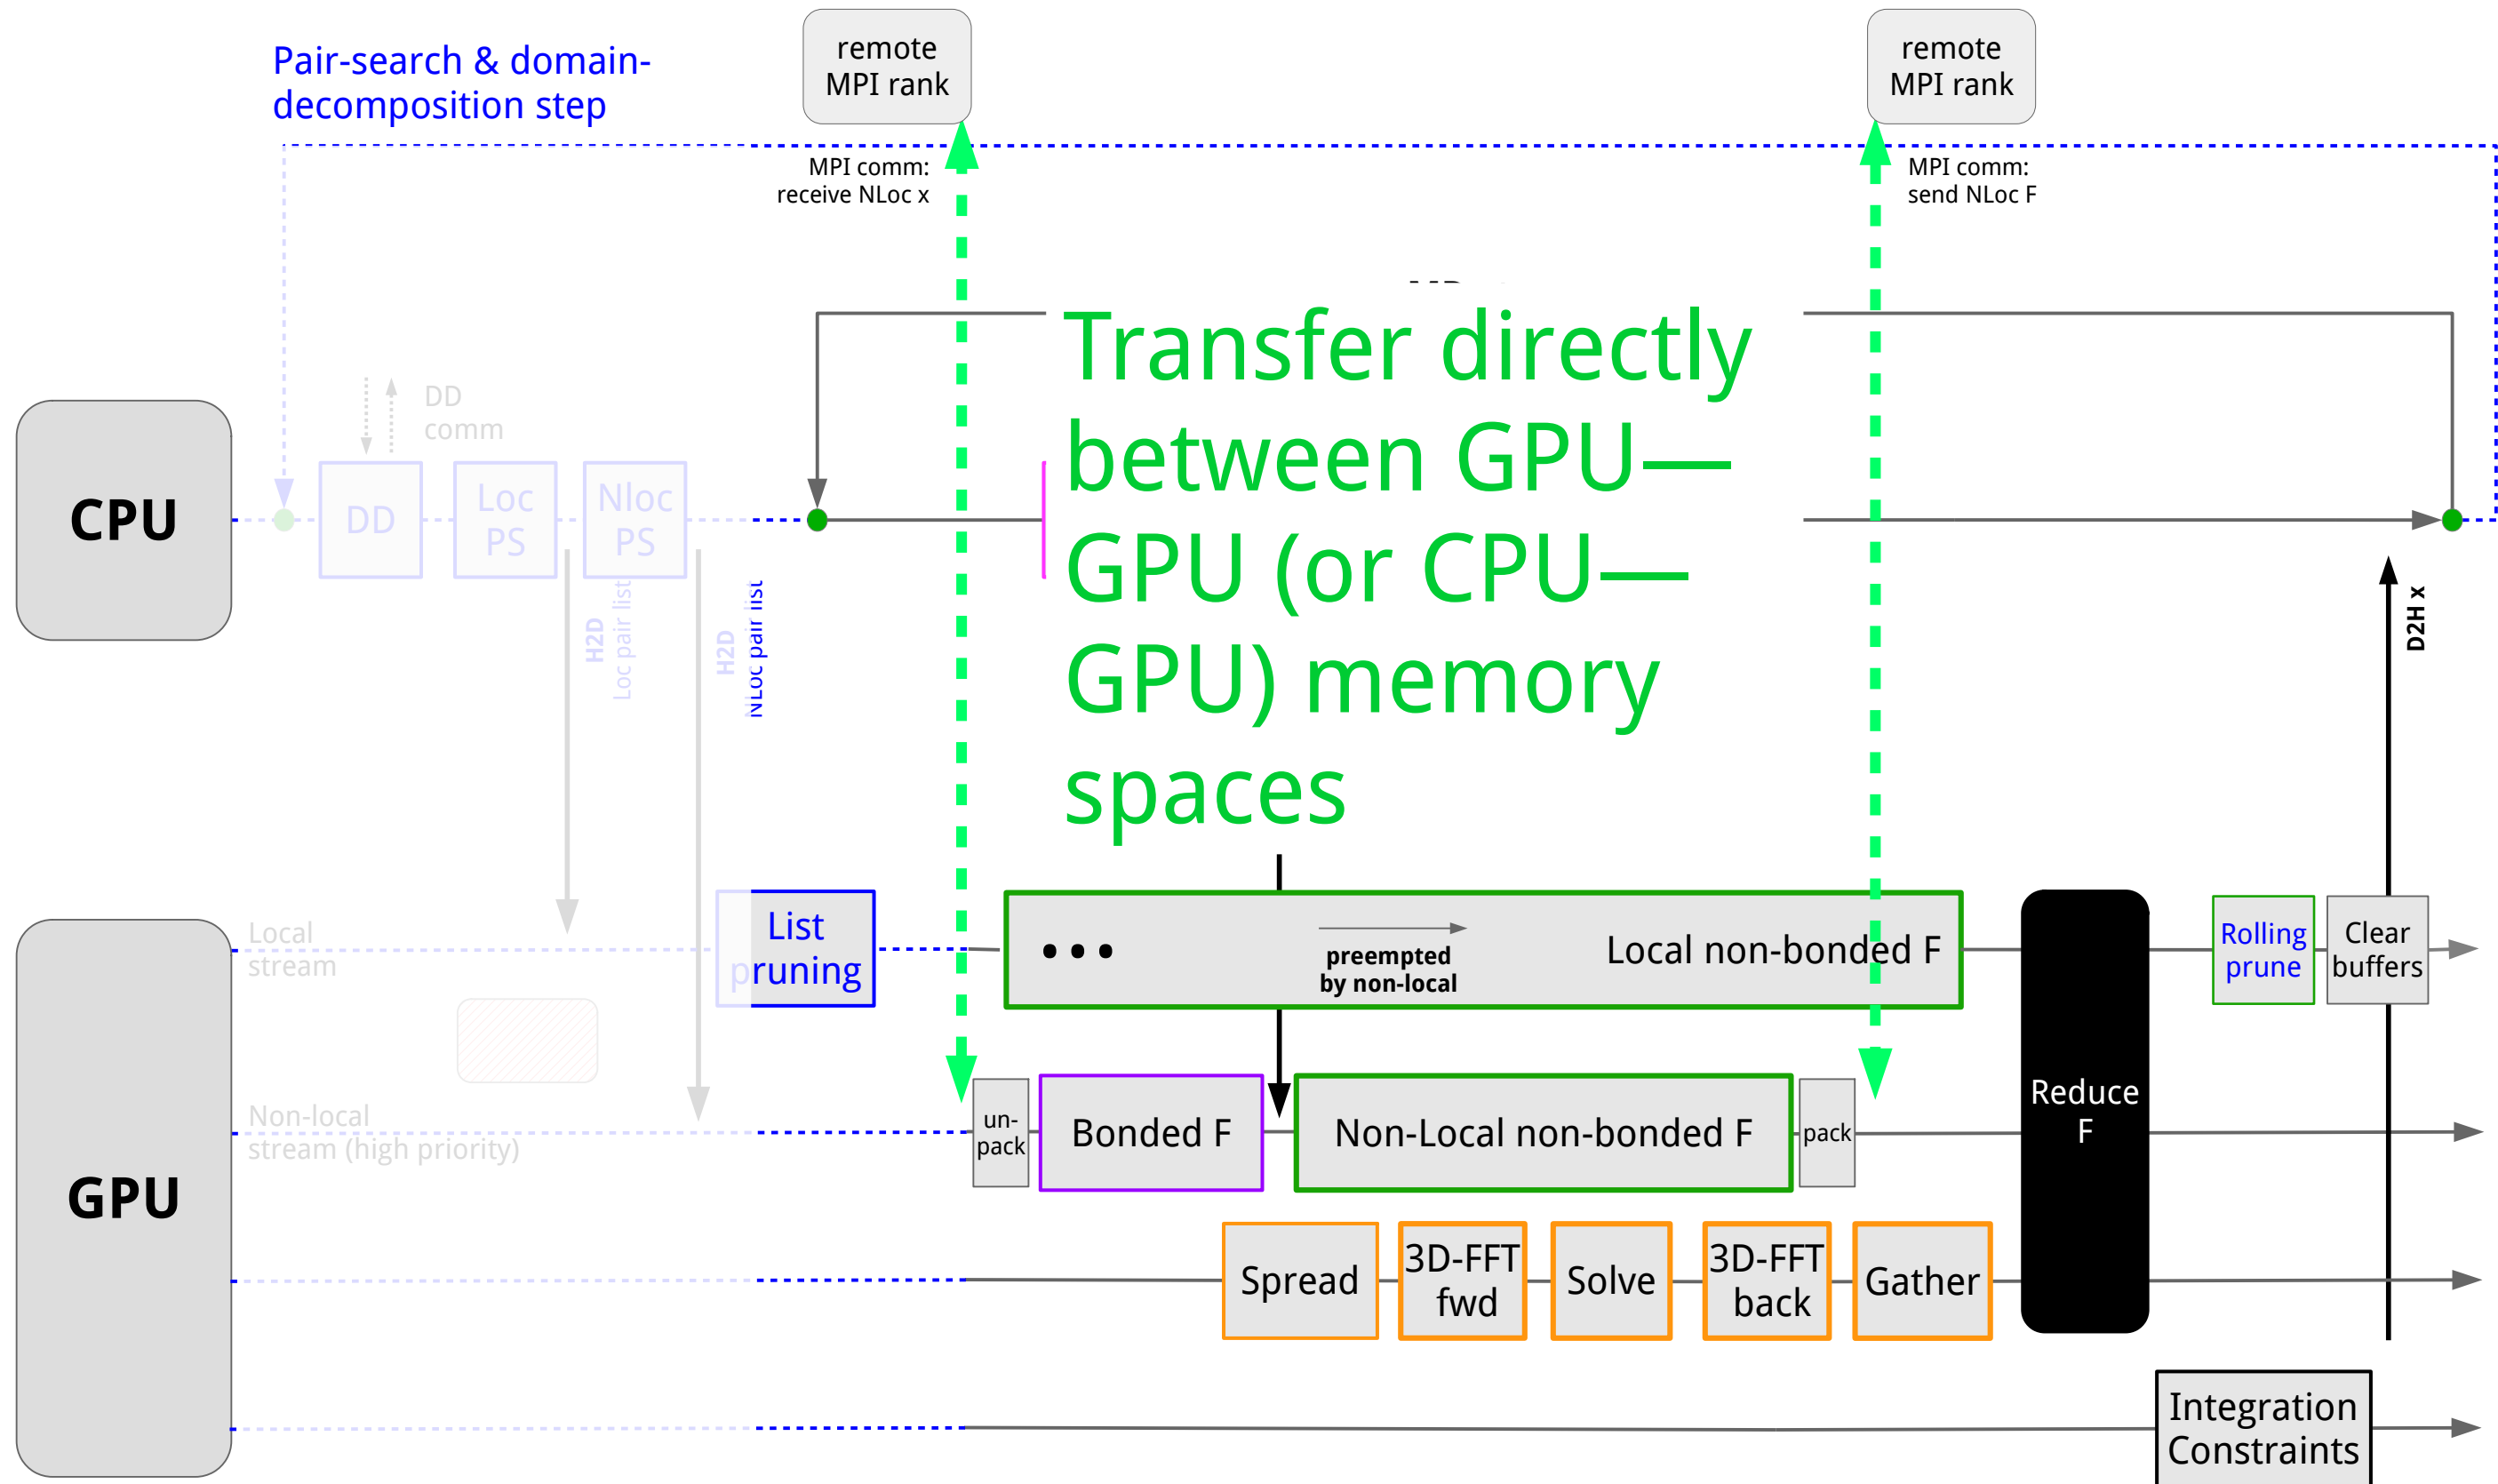 Pair-search & domain-
decomposition step
remote
MPI rank
remote
MPI rank
MPI comm:
receive NLoc x
MPI comm:
send NLoc F
Transfer directly
between GPU—
GPU (or CPU—
GPU) memory
spaces
DD
comm
CPU
DD
Loc
PS
Nloc
PS
H2D
Loc pair list
H2D
NLoc pair list
D2H x
GPU
Local
stream
List
pruning
•••
preempted
by non-local
Local non-bonded F
Rolling
prune
Clear
buffers
Reduce
F
Non-local
stream (high priority)
un-
pack
Bonded F
Non-Local non-bonded F
pack
Spread
3D-FFT
fwd
Solve
3D-FFT
back
Gather
Integration
Constraints